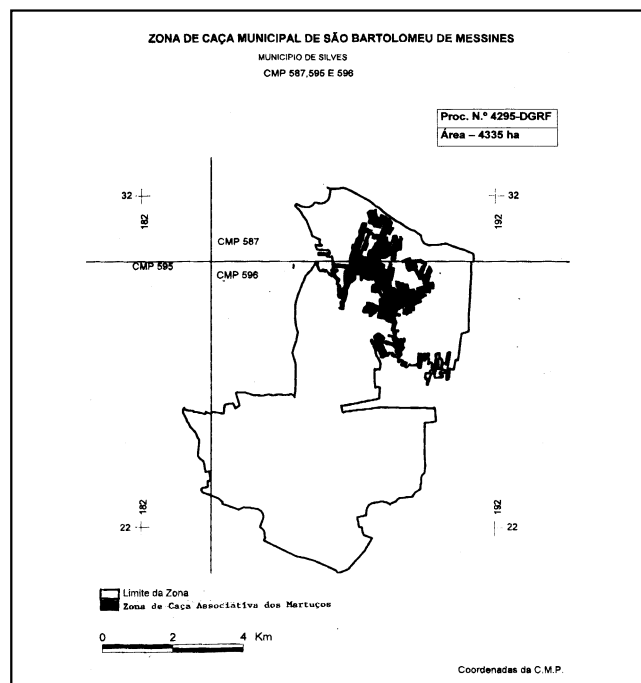 ZONA DE CAÇA MUNICIPAL DE SÃO BARTOLOMEU DE MESSINES
MUNICIPIO DE SILVES
CMP 587,595 E 596
Proc. N.º 4295-DGRF
Área – 4335 ha
32
182
192
32
CMP 587
CMP 595
CMP 596
22
182
192
22
Limite da Zona
Zona de Caça Associativa dos Martuços
0 2 4 Km
Coordenadas da C.M.P.